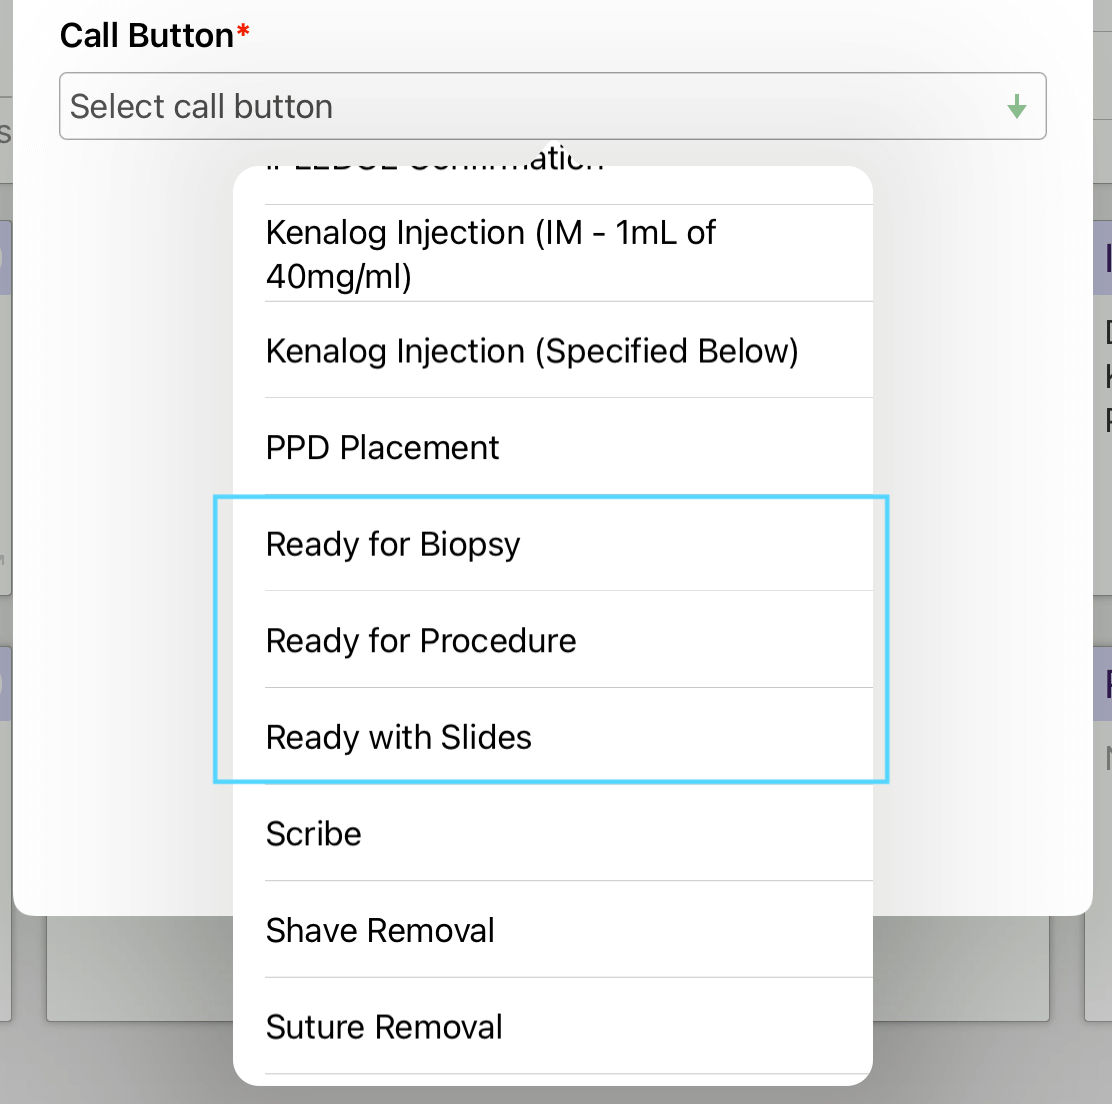 Call Button*
Select call button
Kenalog Injection (IM - 1mL of
40mg/ml)
Kenalog Injection (Specified Below)
PPD Placement
Ready for Biopsy
Ready for Procedure
Ready with Slides
Scribe
Shave Removal
Suture Removal